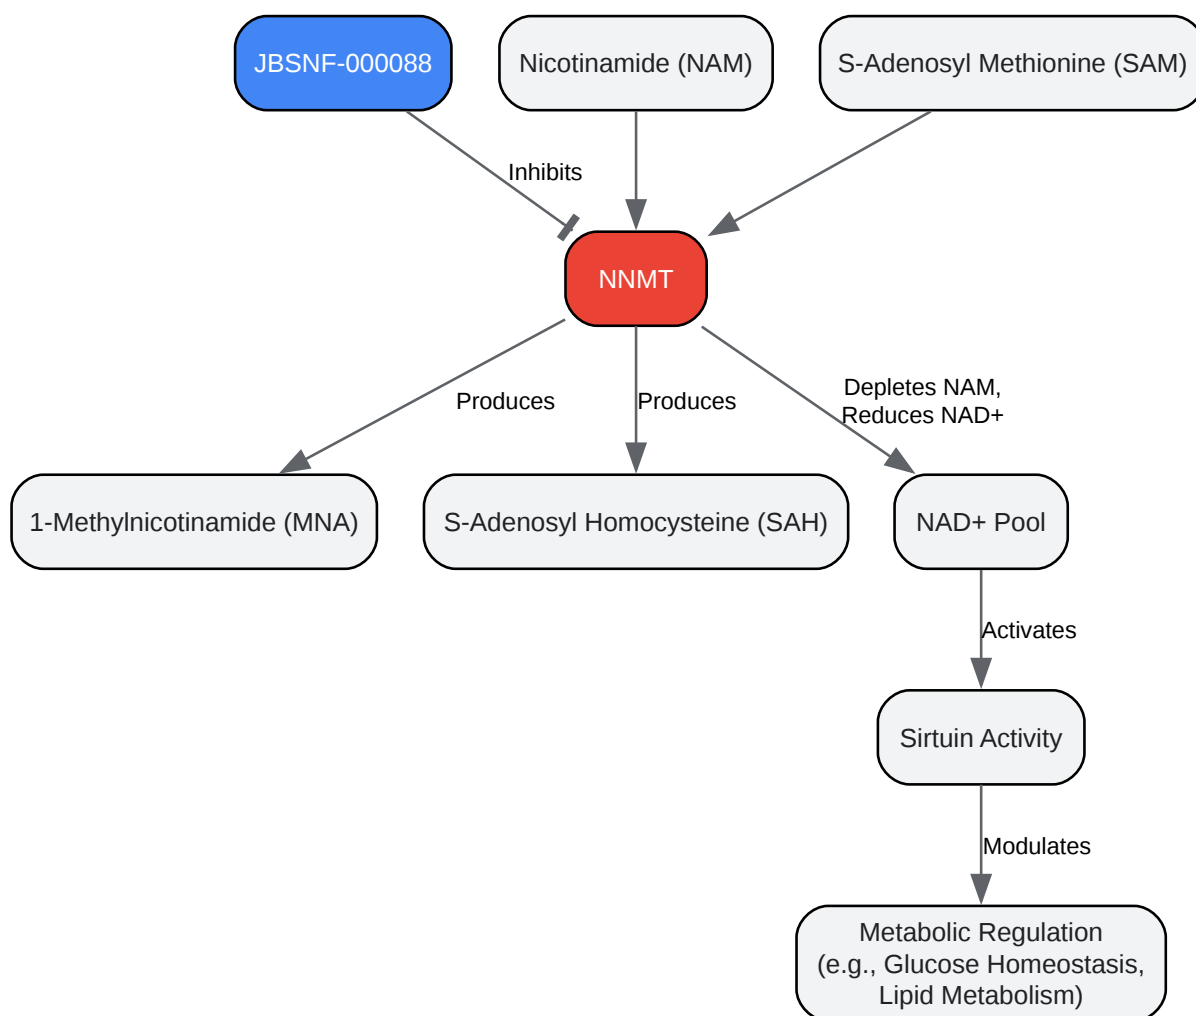 JBSNF-000088
Nicotinamide (NAM)
S-Adenosyl Methionine (SAM)
Inhibits
NNMT
Produces
Produces
Depletes NAM,
Reduces NAD+
1-Methylnicotinamide (MNA)
S-Adenosyl Homocysteine (SAH)
NAD+ Pool
Activates
Sirtuin Activity
Modulates
Metabolic Regulation
(e.g., Glucose Homeostasis,
Lipid Metabolism)